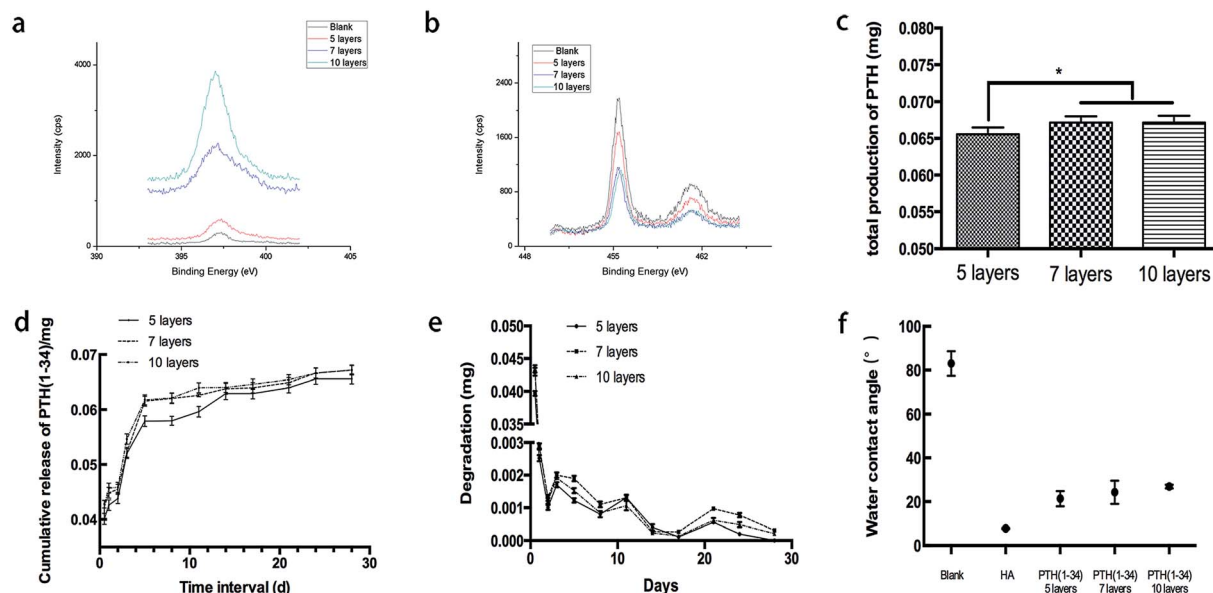 a
Blank
5 layers
7 layers
10 layers
Intensity (cps)
4000
2000
0
390
395
400
405
Binding Energy (eV)
b
Blank
5 layers
7 layers
10 layers
Intensity (cps)
2400
1600
800
0
448
455
462
Binding Energy (eV)
c
total production of PTH (mg)
0.080
0.075
0.070
0.065
0.060
0.055
0.050
*
5 layers
7 layers
10 layers
d
5 layers
7 layers
10 layers
Cumulative release of PTH(1-34)/mg
0.07
0.06
0.05
0.04
0
5
10
15
20
25
30
Time interval (d)
e
5 layers
7 layers
10 layers
Degradation (mg)
0.050
0.045
0.040
0.035
0.003
0.002
0.001
0.000
0
10
20
30
Days
f
Water contact angle (°)
100
80
60
40
20
0
Blank
HA
PTH(1-34)
5 layers
PTH(1-34)
7 layers
PTH(1-34)
10 layers